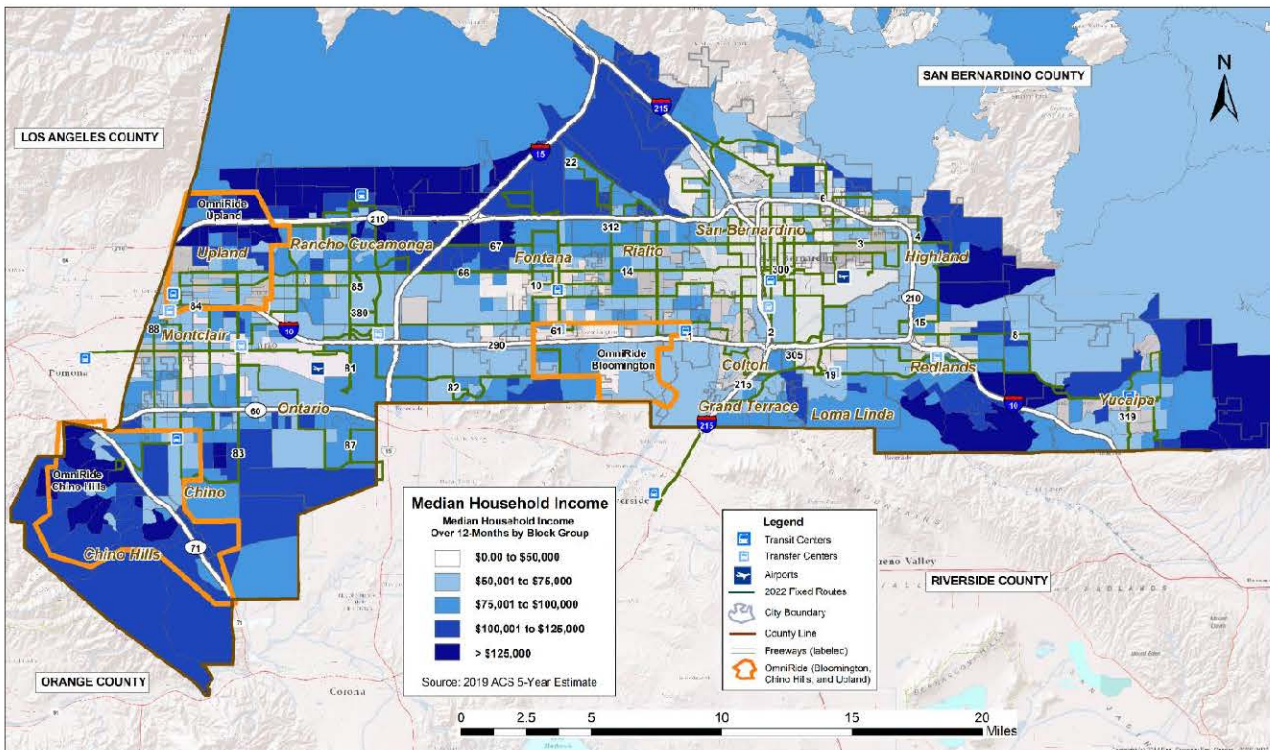 SAN BERNARDINO COUNTY
N
LOS ANGELES COUNTY
215
15
22
OmniRide
Upland
210
6
312
San Bernardino
4
Upland
Rancho Cucamonga
67
Fontana
Rialto
3
Highland
66
14
300
85
10
84
380
210
88
Montclair
10
61
2
15
8
290
1
OmniRide
Bloomington
305
Colton
Pomona
81
215
19
Redlands
82
10
Yucaipa
60
Ontario
Grand Terrace
Loma Linda
319
215
87
83
OmniRide
Chino Hills
Chino
71
Chino Hills
Median Household Income
Median Household Income
Over 12-Months by Block Group
$0.00 to $50,000
$50,001 to $75,000
$75,001 to $100,000
$100,001 to $125,000
> $125,000
Source: 2019 ACS 5-Year Estimate
Legend
Transit Centers
Transfer Centers
Airports
2022 Fixed Routes
City Boundary
County Line
Freeways (labeled)
OmniRide (Bloomington,
Chino Hills, and Upland)
RIVERSIDE COUNTY
ORANGE COUNTY
Corona
0 2.5 5 10 15 20
Miles